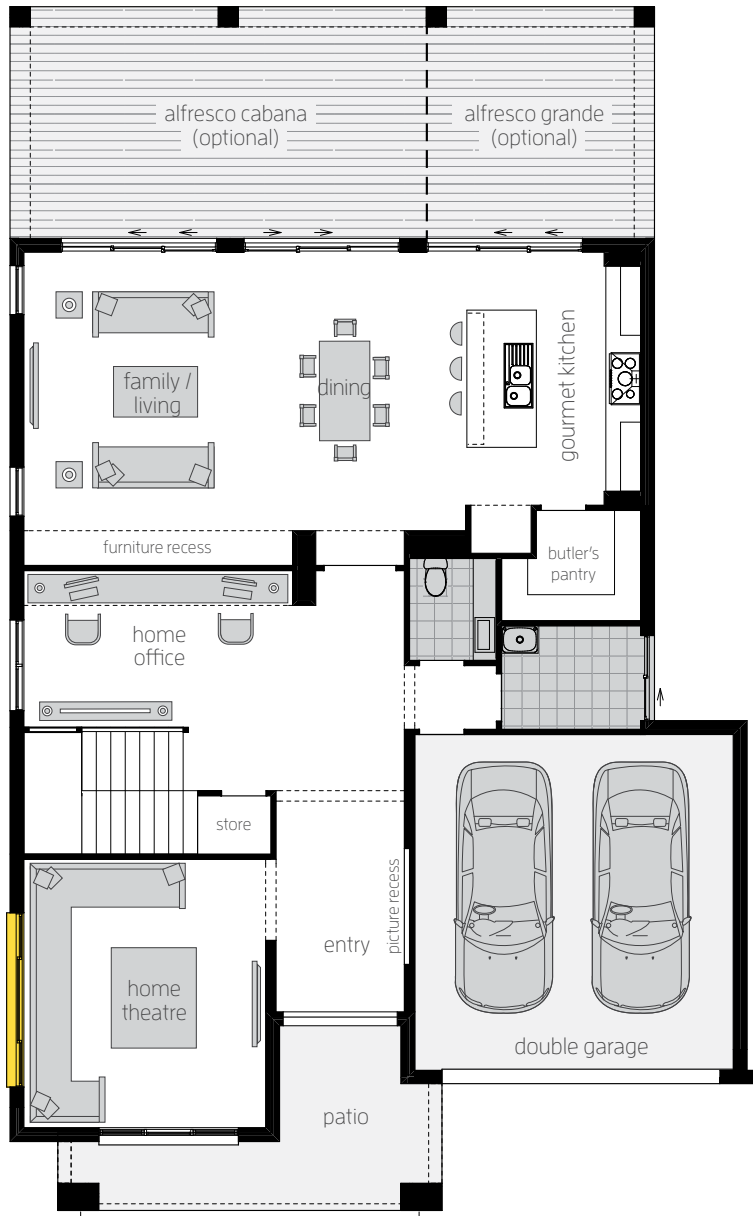 alfresco cabana
(optional)
alfresco grande
(optional)
family /
living
dining
gourmet kitchen
furniture recess
butler's
pantry
home
office
store
picture recess
entry
home
theatre
double garage
patio